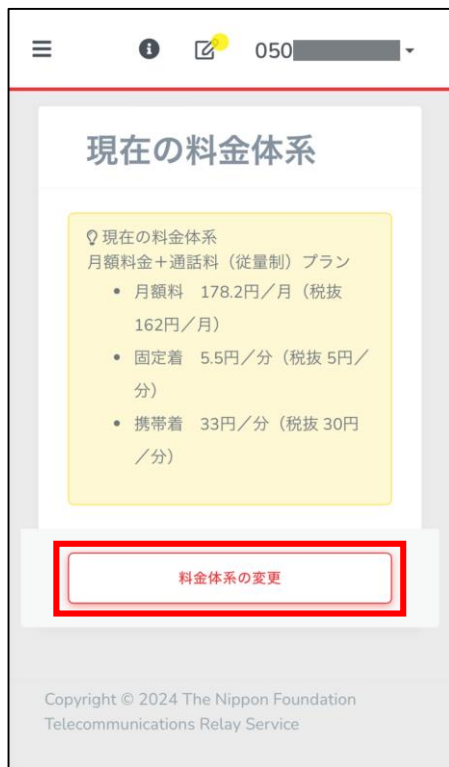 050
現在の料金体系
現在の料金体系
月額料金＋通話料（従量制）プラン
• 月額料　178.2円／月（税抜
162円／月）
• 固定着　5.5円／分（税抜 5円／
分）
• 携帯着　33円／分（税抜 30円
／分）
料金体系の変更
Copyright © 2024 The Nippon Foundation
Telecommunications Relay Service